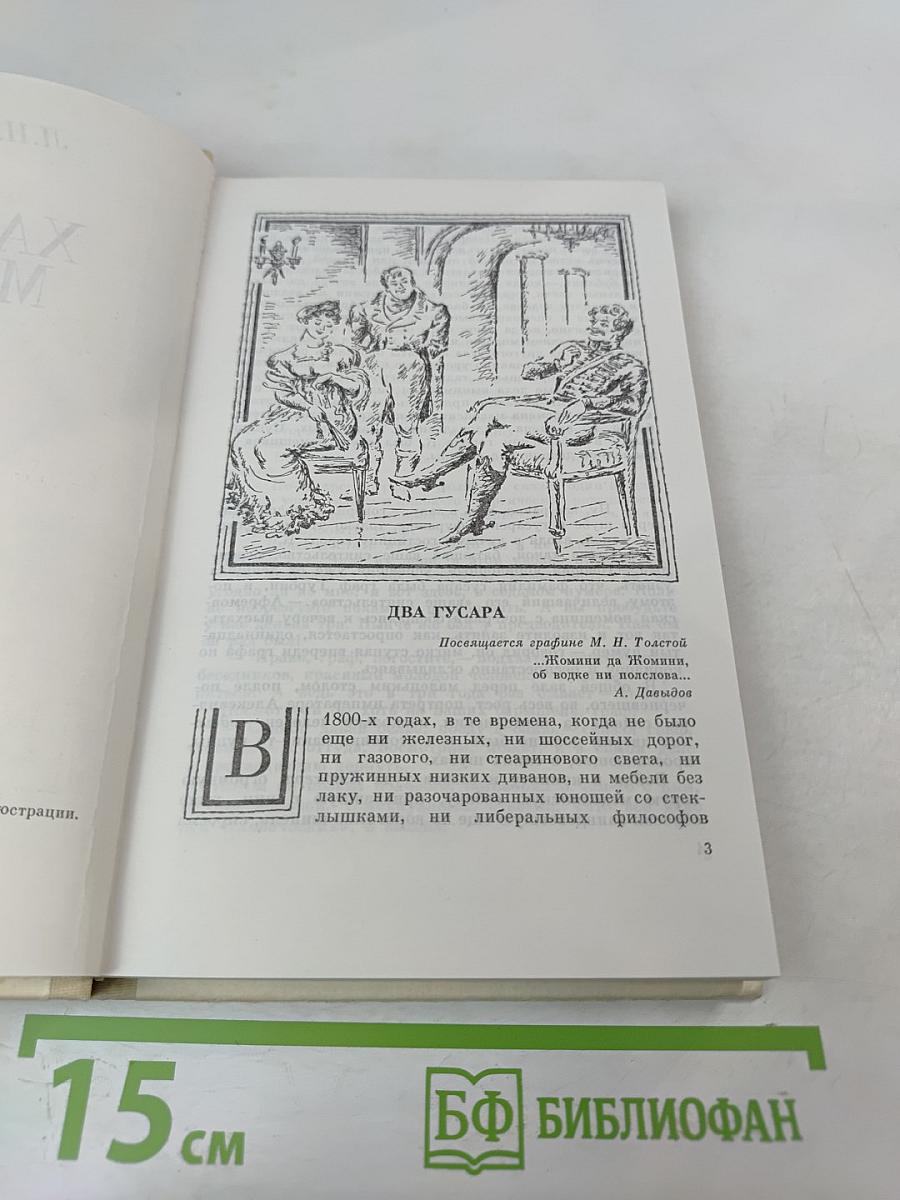 Л.Н.
ХА
М
люстрации.
ДВА ГУСАРА
Посвящается графине М. Н. Толстой
...Жомини да Жомини,
об водке ни полслова...
А. Давыдов
В 1800-х годах, в те времена, когда не было
еще ни железных, ни шоссейных дорог,
ни газового, ни стеаринового света, ни
пружинных низких диванов, ни мебели без
лаку, ни разочарованных юношей со стек-
лышками, ни либеральных философов
3
15 см
БФ БИБЛИОФАН